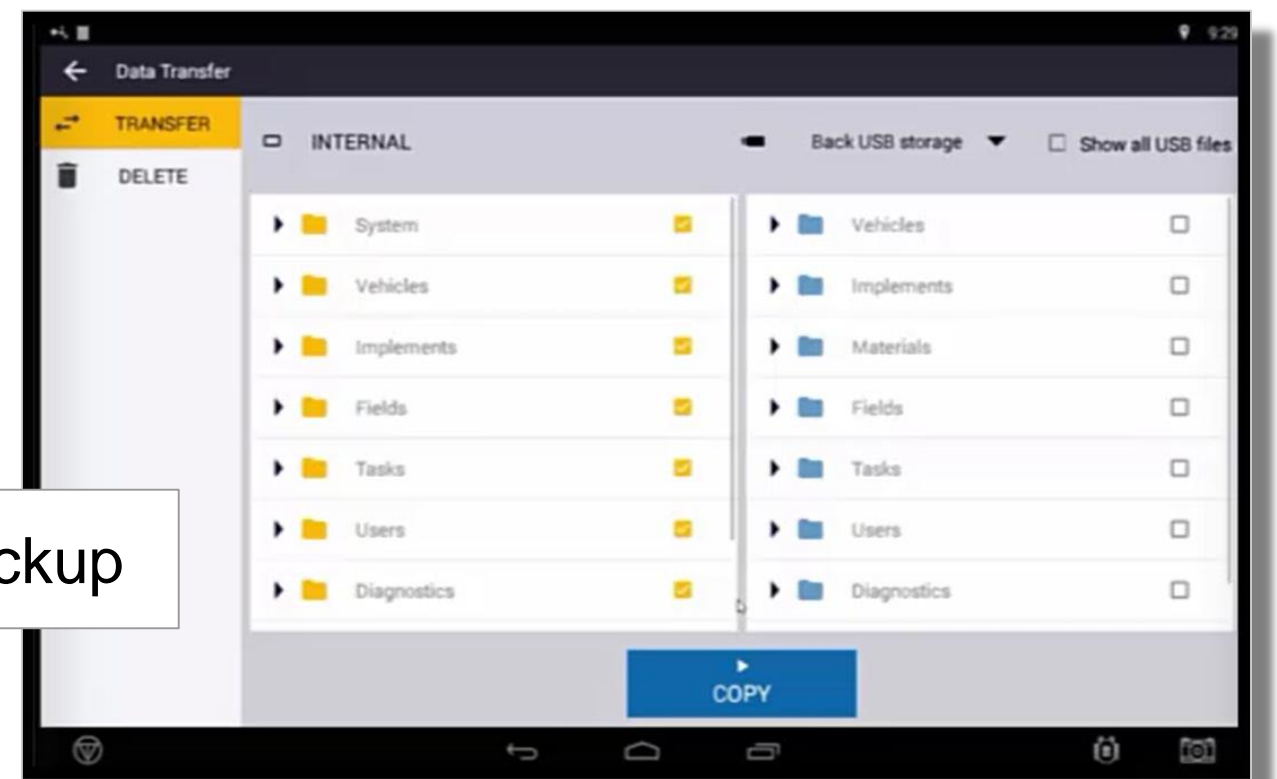 9:29
Data Transfer
TRANSFER
DELETE
INTERNAL
Back USB storage
Show all USB files
System
Vehicles
Implements
Fields
Tasks
Users
Diagnostics
Vehicles
Implements
Materials
Fields
Tasks
Users
Diagnostics
COPY
ckup